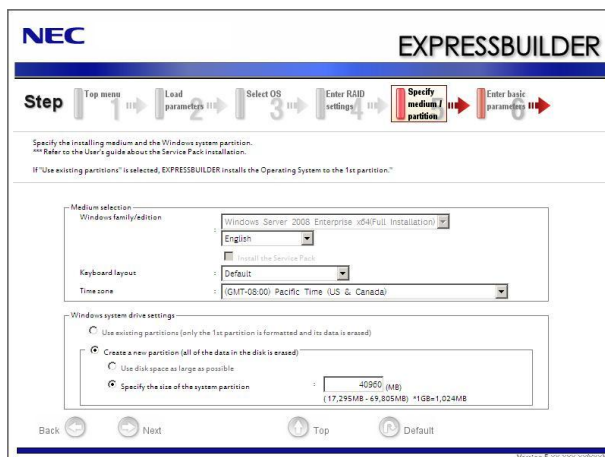 NEC
EXPRESSBUILDER
Step
Top menu 1
Load parameters 2
Select OS 3
Enter RAID settings 4
Specify medium / partition 5
Enter basic parameters 6
Specify the installing medium and the Windows system partition.
*** Refer to the User's guide about the Service Pack installation.
If "Use existing partitions" is selected, EXPRESSBUILDER installs the Operating System to the 1st partition."
Medium selection
Windows family/edition : Windows Server 2008 Enterprise x64(Full Installation)
English
Install the Service Pack
Keyboard layout : Default
Time zone : (GMT-08:00) Pacific Time (US & Canada)
Windows system drive settings
Use existing partitions (only the 1st partition is formatted and its data is erased)
Create a new partition (all of the data in the disk is erased)
Use disk space as large as possible
Specify the size of the system partition : 40960 (MB)
(17,295MB - 69,805MB) *1GB=1,024MB
Back Next Top Default